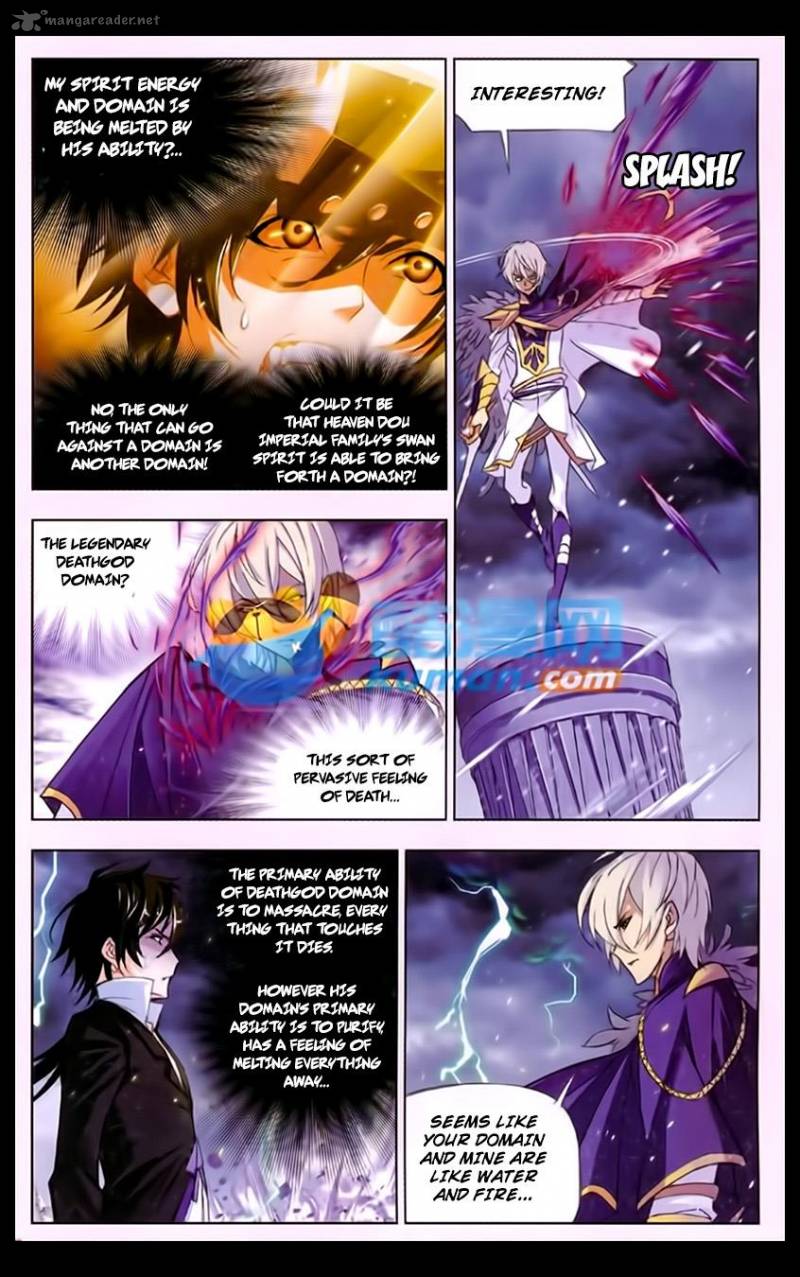 mangareader.net
MY SPIRIT ENERGY
AND DOMAIN IS
BEING MELTED BY
HIS ABILITY?...
NO, THE ONLY
THING THAT CAN GO
AGAINST A DOMAIN IS
ANOTHER DOMAIN!
COULD IT BE
THAT HEAVEN DOU
IMPERIAL FAMILY'S SWAN
SPIRIT IS ABLE TO BRING
FORTH A DOMAIN?!
INTERESTING!
SPLASH!
THE LEGENDARY
DEATHGOD
DOMAIN?
THIS SORT OF
PERVASIVE FEELING
OF DEATH...
kuman.com
THE PRIMARY ABILITY
OF DEATHGOD DOMAIN
IS TO MASSACRE, EVERY
THING THAT TOUCHES
IT DIES.
HOWEVER HIS
DOMAIN'S PRIMARY
ABILITY IS TO PURIFY,
HAS A FEELING OF
MELTING EVERYTHING
AWAY...
SEEMS LIKE
YOUR DOMAIN
AND MINE ARE
LIKE WATER
AND FIRE...